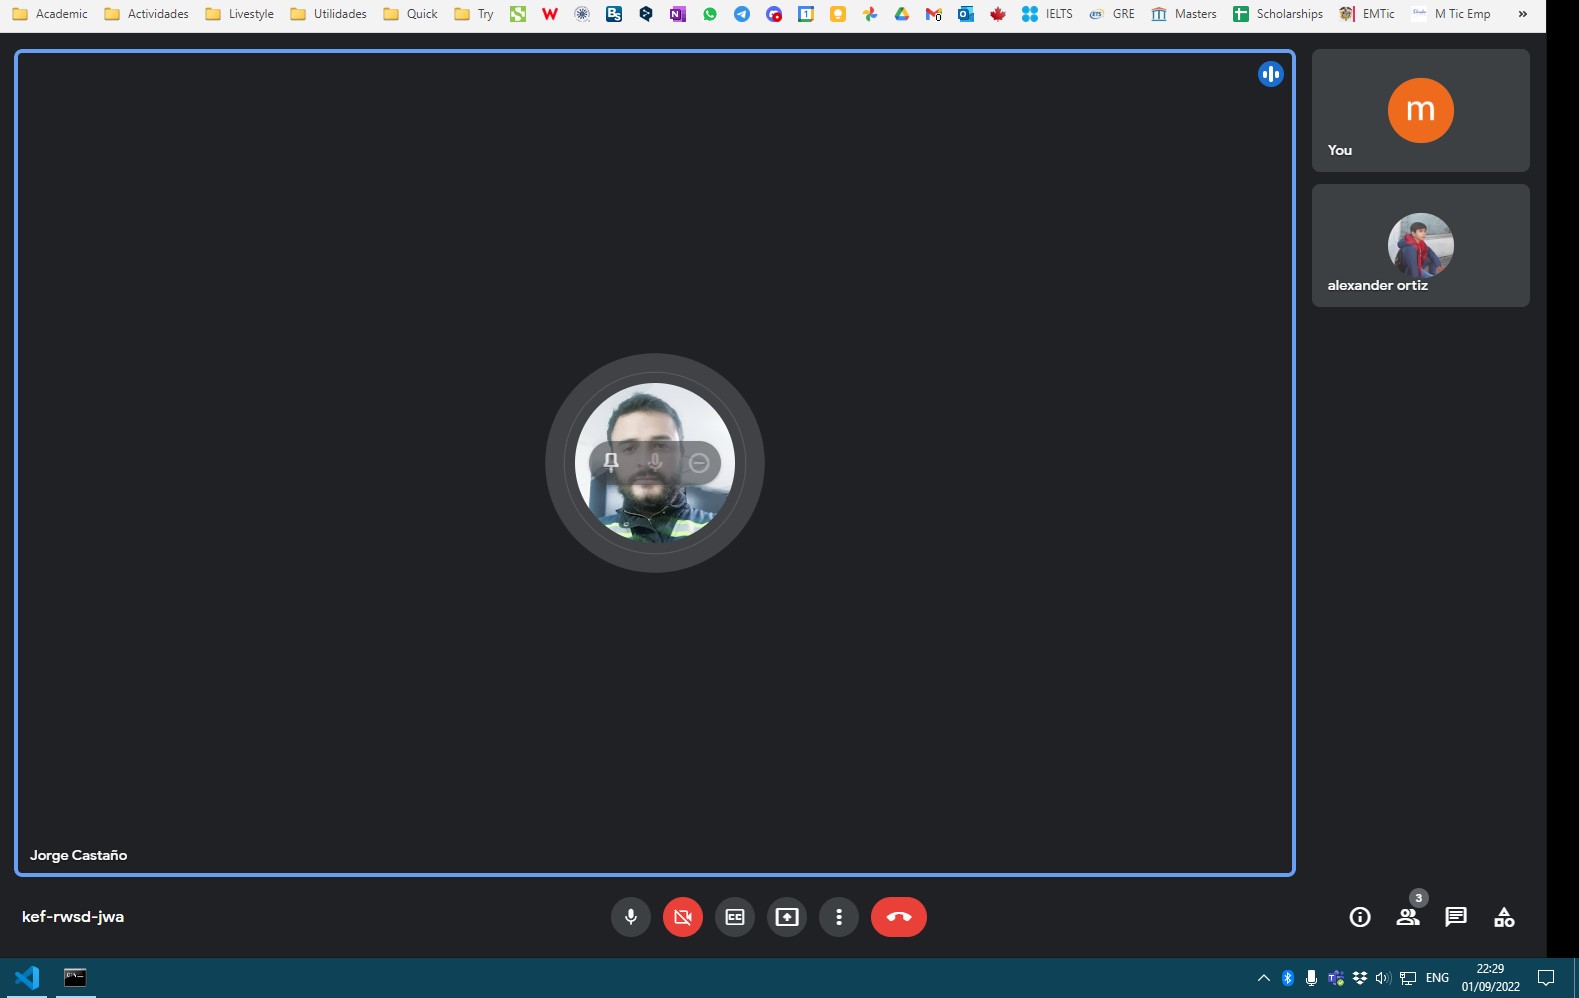 Academic Actividades Livestyle Utilidades Quick Try IELTS GRE Masters Scholarships EMTic M Tic Emp »
m
You
alexander ortiz
Jorge Castaño
kef-rwsd-jwa
CC
3
ENG
22:29
01/09/2022